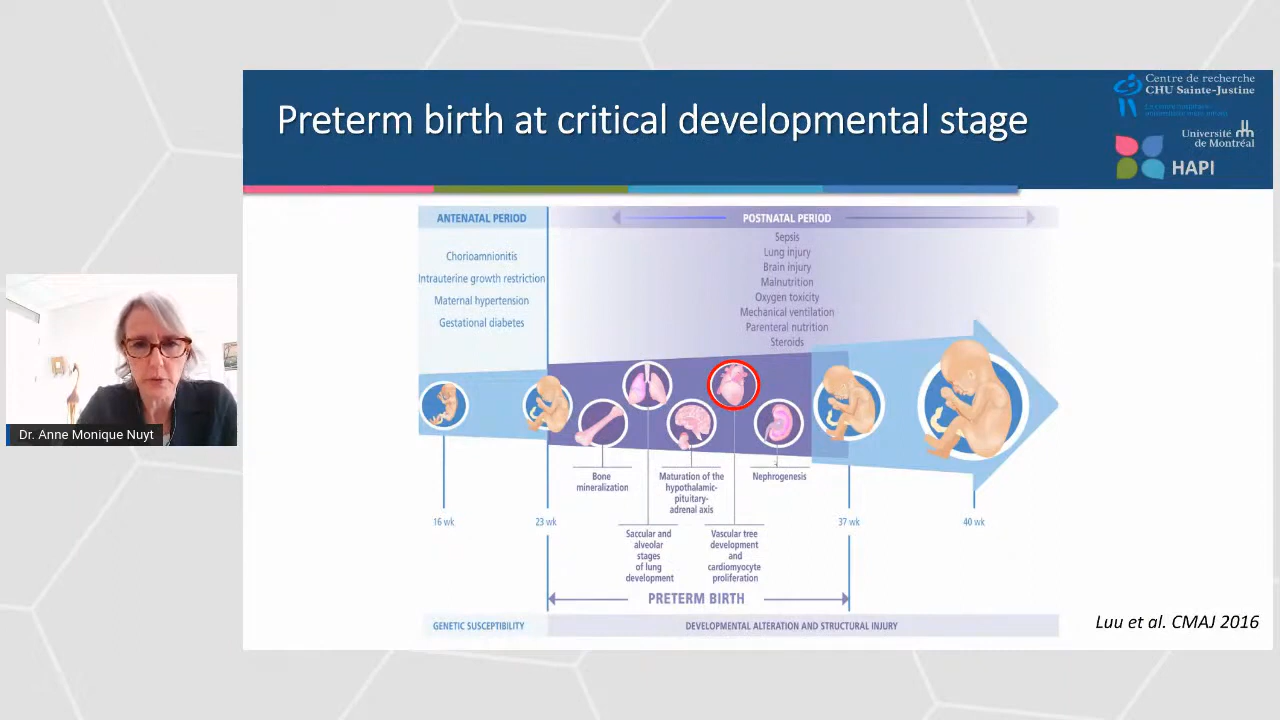 Preterm birth at critical developmental stage
Centre de recherche
CHU Sainte-Justine
Université
de Montréal
HAPI
ANTENATAL PERIOD
Chorioamnionitis
Intrauterine growth restriction
Maternal hypertension
Gestational diabetes
POSTNATAL PERIOD
Sepsis
Lung injury
Brain injury
Malnutrition
Oxygen toxicity
Mechanical ventilation
Parenteral nutrition
Steroids
Dr. Anne Monique Nuyt
Bone
mineralization
Maturation of the
hypothalamic-
pituitary-
adrenal axis
Nephrogenesis
16 wk
23 wk
37 wk
40 wk
Saccular and
alveolar
stages
of lung
development
Vascular tree
development
and
cardiomyocyte
proliferation
PRETERM BIRTH
GENETIC SUSCEPTIBILITY
DEVELOPMENTAL ALTERATION AND STRUCTURAL INJURY
Luu et al. CMAJ 2016